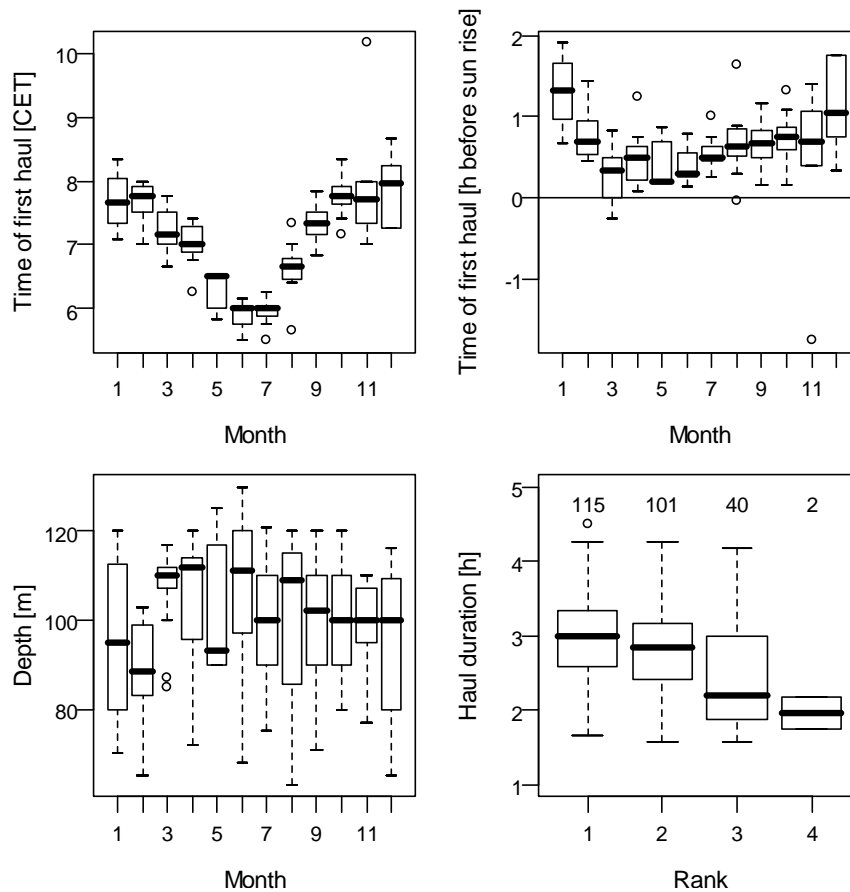 Time of first haul [CET]
10
9
8
7
6
1 3 5 7 9 11
Month
Time of first haul [h before sun rise]
2
1
0
-1
1 3 5 7 9 11
Month
Depth [m]
120
100
80
1 3 5 7 9 11
Month
Haul duration [h]
5
4
3
2
1
115 101 40 2
1 2 3 4
Rank